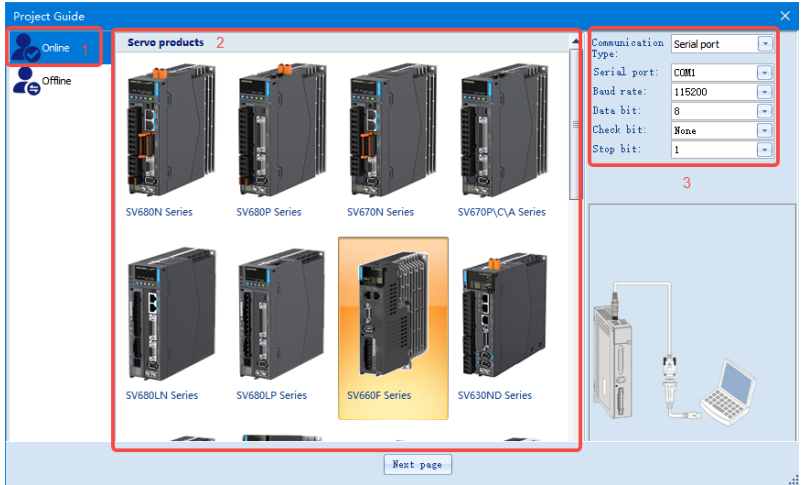 Project Guide
Online 1
Offline
Servo products 2
SV680N Series
SV680P Series
SV670N Series
SV670P\C\A Series
SV680LN Series
SV680LP Series
SV660F Series
SV630ND Series
Communication Type: Serial port
Serial port: COM1
Baud rate: 115200
Data bit: 8
Check bit: None
Stop bit: 1
3
Next page